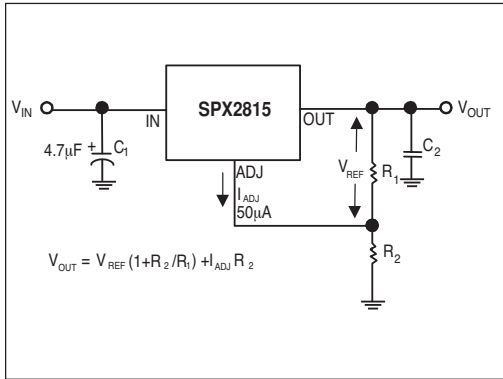 SPX2815
V_IN
IN
OUT
V_OUT
4.7µF +
C_1
ADJ
I_ADJ
50µA
V_REF
R_1
C_2
R_2
V_OUT = V_REF (1+R_2/R_1) +I_ADJ R_2